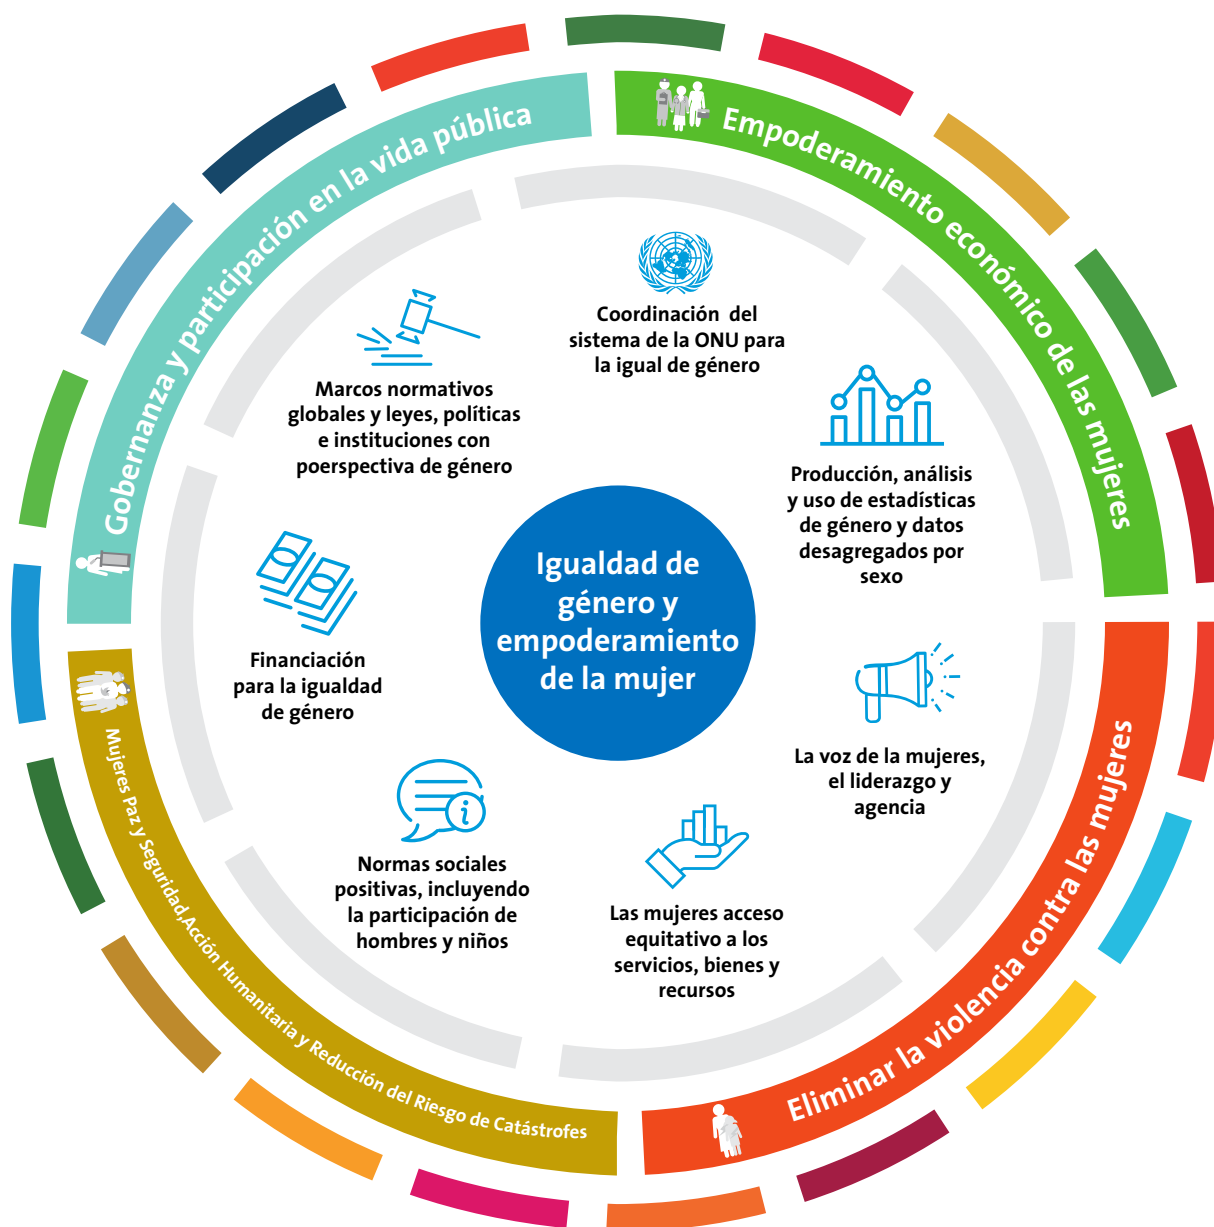 Gobernanza y participación en la vida pública
Empoderamiento económico de las mujeres
Coordinación del
sistema de la ONU para
la igual de género
Marcos normativos
globales y leyes, políticas
e instituciones con
poerspectiva de género
Producción, análisis
y uso de estadísticas
de género y datos
desagregados por
sexo
Igualdad de
género y
empoderamiento
de la mujer
Financiación
para la igualdad
de género
La voz de la mujeres,
el liderazgo y
agencia
Normas sociales
positivas, incluyendo
la participación de
hombres y niños
Las mujeres acceso
equitativo a los
servicios, bienes y
recursos
Mujeres Paz y Seguridad,Acción Humanitaria y Reducción del Riesgo de Catástrofes
Eliminar la violencia contra las mujeres